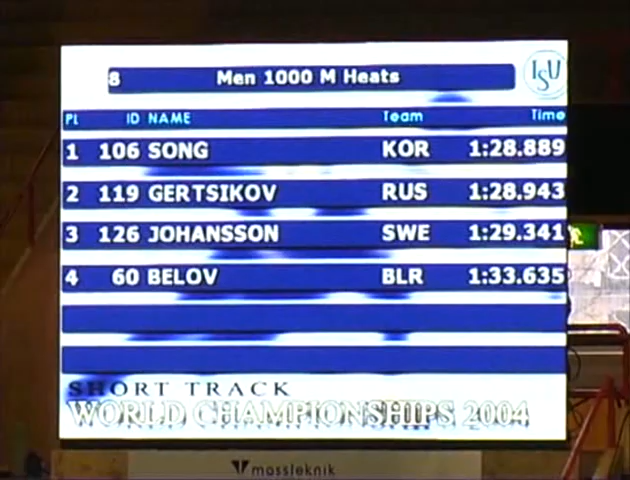 8 Men 1000 M Heats ISU
PL ID NAME Team Time
1 106 SONG KOR 1:28.889
2 119 GERTSIKOV RUS 1:28.943
3 126 JOHANSSON SWE 1:29.341
4 60 BELOV BLR 1:33.635
SHORT TRACK
WORLD CHAMPIONSHIPS 2004
massteknik